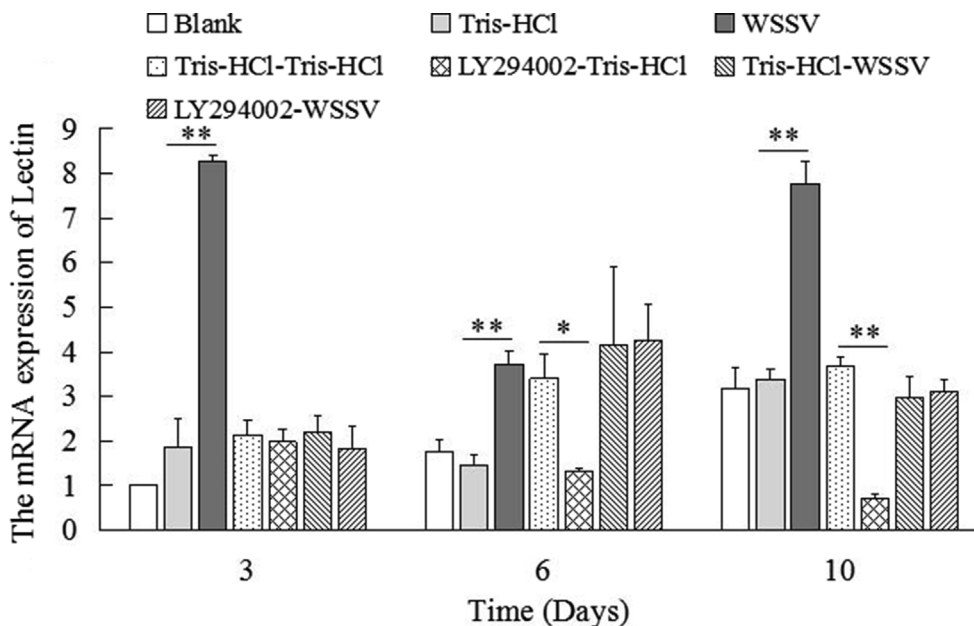 Blank Tris-HCl WSSV
Tris-HCl-Tris-HCl LY294002-Tris-HCl Tris-HCl-WSSV
LY294002-WSSV
The mRNA expression of Lectin
9
8
7
6
5
4
3
2
1
0
**
**
*
**
**
3 6 10
Time (Days)